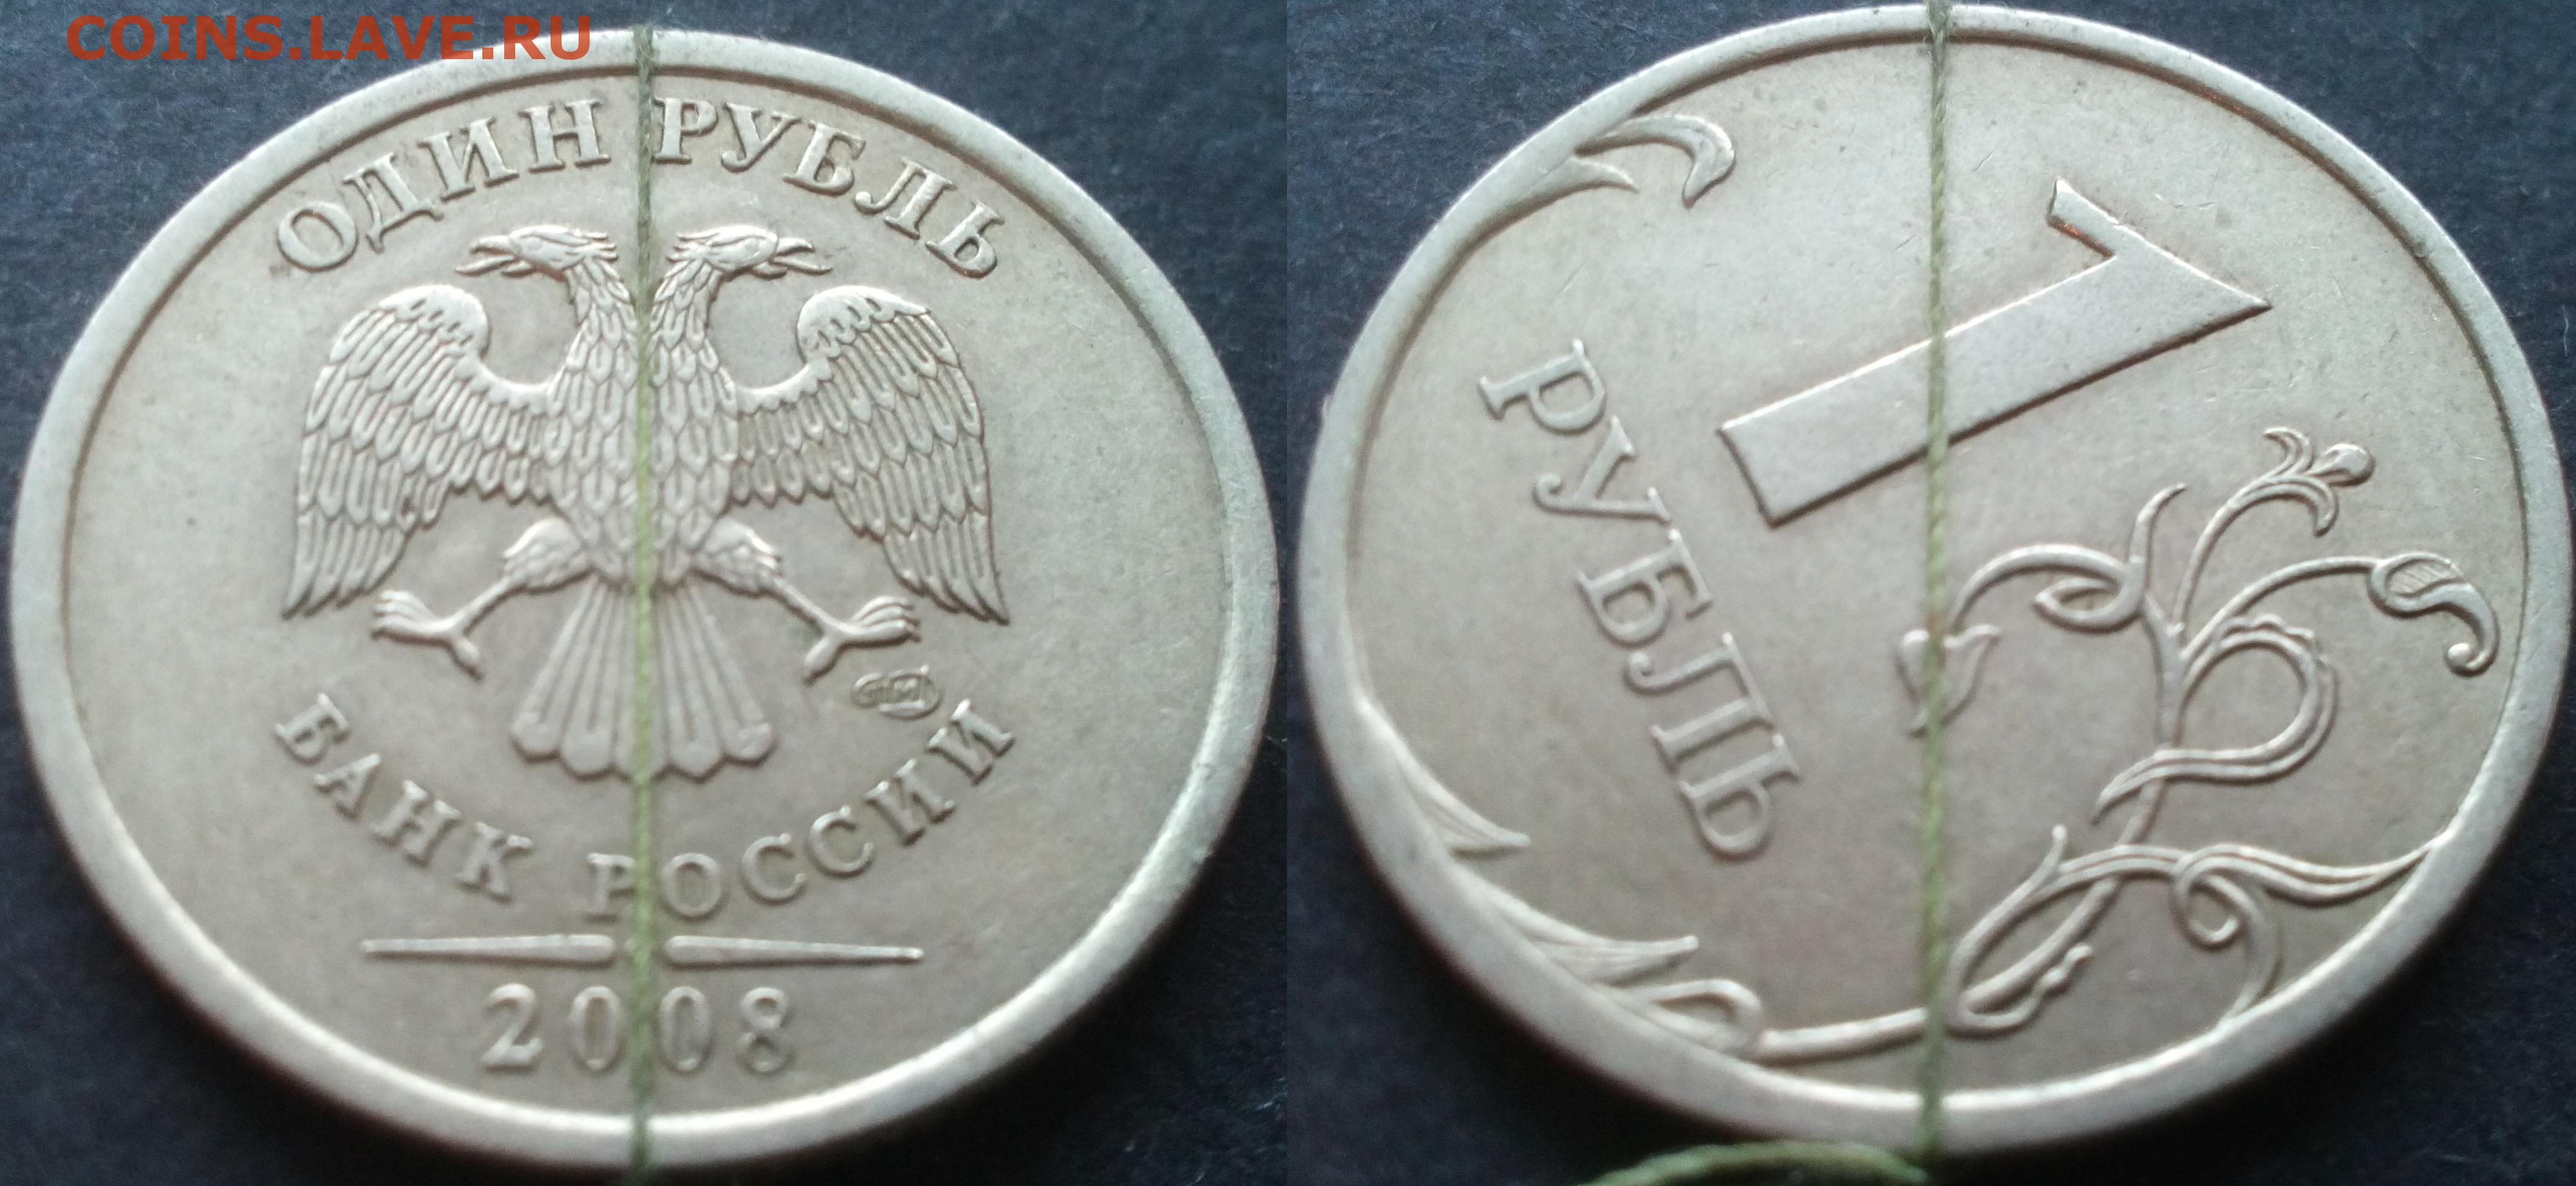 COINS.LAVE.RU
ОДИН РУБЛЬ
БАНК РОССИИ
2008
1
РУБЛЬ